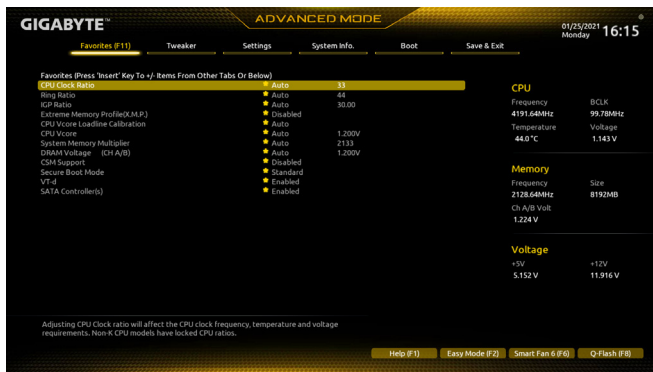 GIGABYTE™
ADVANCED MODE
01/25/2021
Monday
16:15
Favorites (F11) Tweaker Settings System Info. Boot Save & Exit
Favorites (Press 'Insert' Key To +/- Items From Other Tabs Or Below)
CPU Clock Ratio Auto 33
Ring Ratio Auto 44
IGP Ratio Auto 30.00
Extreme Memory Profile(X.M.P.) Disabled
CPU Vcore Loadline Calibration Auto
CPU Vcore Auto 1.200V
System Memory Multiplier Auto 2133
DRAM Voltage (CH A/B) Auto 1.200V
CSM Support Disabled
Secure Boot Mode Standard
VT-d Enabled
SATA Controller(s) Enabled
CPU
Frequency BCLK
4191.64MHz 99.78MHz
Temperature Voltage
44.0 °C 1.143 V
Memory
Frequency Size
2128.64MHz 8192MB
Ch A/B Volt
1.224 V
Voltage
+5V +12V
5.152 V 11.916 V
Adjusting CPU Clock ratio will affect the CPU clock frequency, temperature and voltage
requirements. Non-K CPU models have locked CPU ratios.
Help (F1) Easy Mode (F2) Smart Fan 6 (F6) Q-Flash (F8)